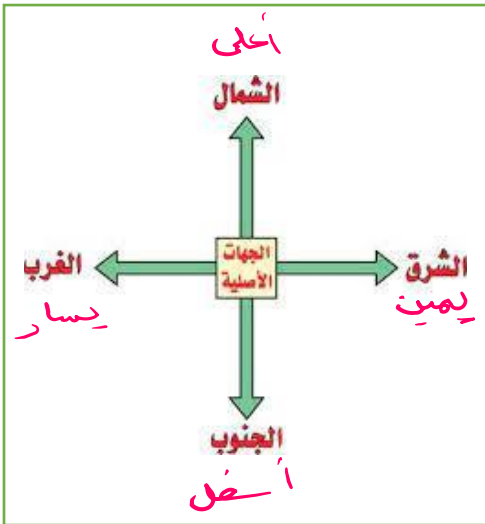 أعلى
الشمال
الشرق
يمين
الجهات
الأصلية
الغرب
يسار
الجنوب
أسفل